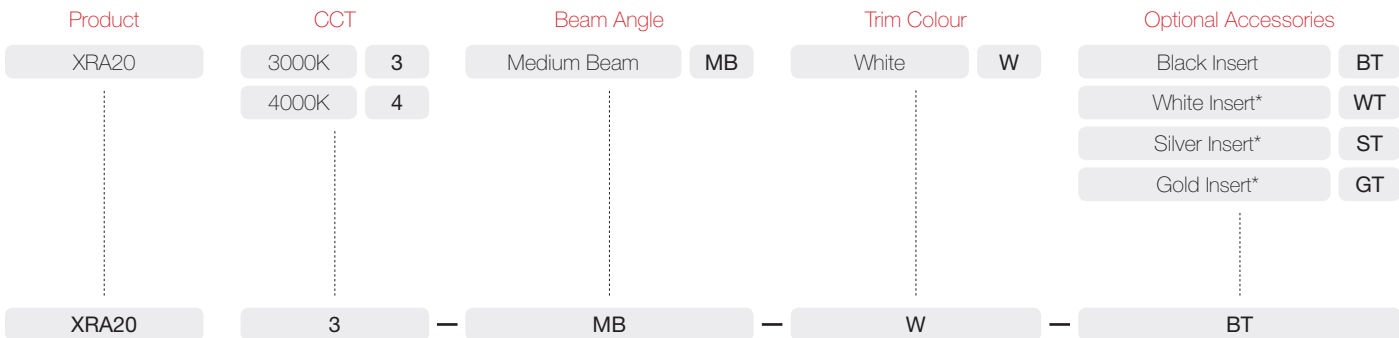 Product CCT Beam Angle Trim Colour Optional Accessories
XRA20 3000K 3 Medium Beam MB White W Black Insert BT
4000K 4 White Insert* WT
Silver Insert* ST
Gold Insert* GT
XRA20 3 — MB — W — BT